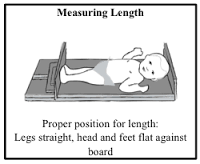 Measuring Length
Proper position for length:
Legs straight, head and feet flat against
board